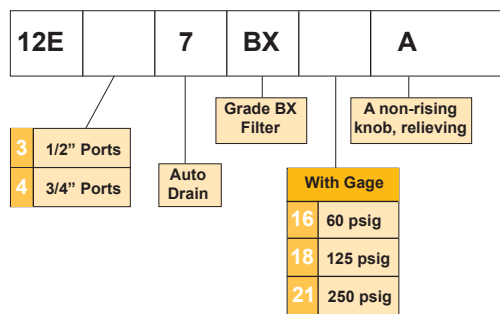 12E 7 BX A
Grade BX
Filter
A non-rising
knob, relieving
3 1/2” Ports
4 3/4” Ports
Auto
Drain
With Gage
16 60 psig
18 125 psig
21 250 psig